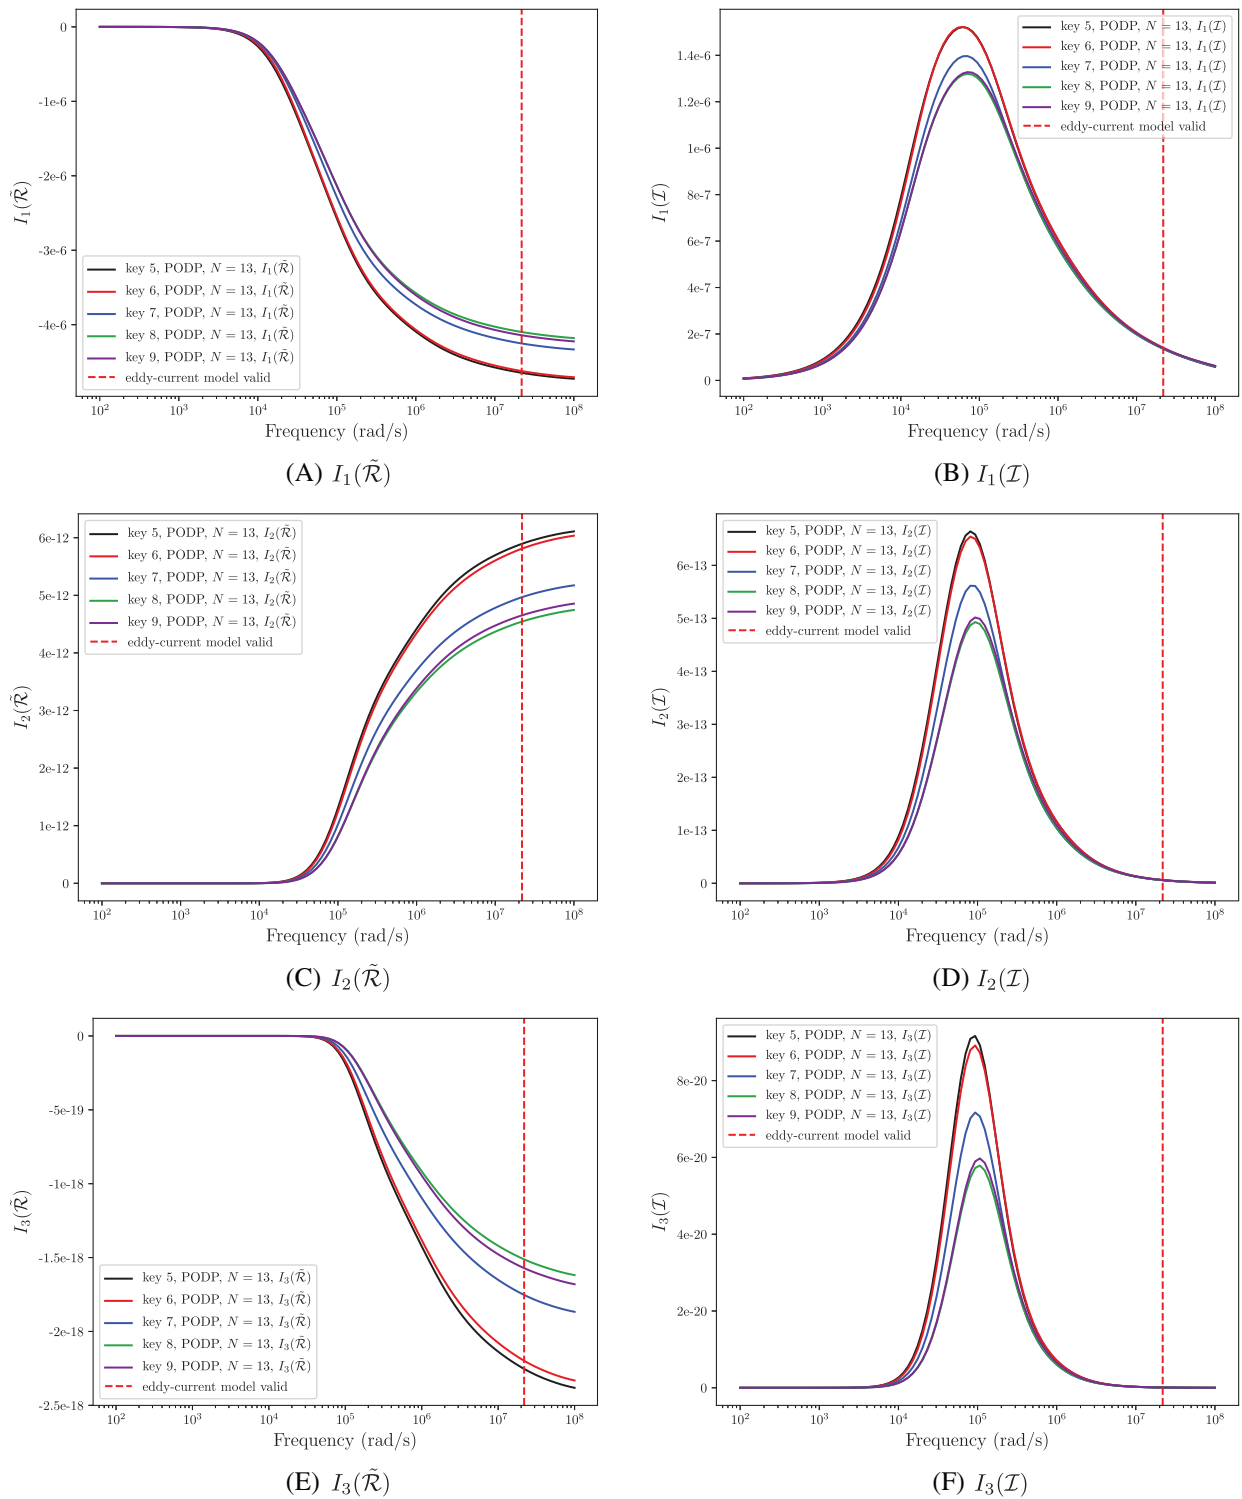 0
-1e-6
-2e-6
-3e-6
-4e-6
I₁(R̃)
key 5, PODP, N = 13, I₁(R̃)
key 6, PODP, N = 13, I₁(R̃)
key 7, PODP, N = 13, I₁(R̃)
key 8, PODP, N = 13, I₁(R̃)
key 9, PODP, N = 13, I₁(R̃)
eddy-current model valid
10² 10³ 10⁴ 10⁵ 10⁶ 10⁷ 10⁸
Frequency (rad/s)
(A) I₁(R̃)
1.4e-6
1.2e-6
1e-6
8e-7
6e-7
4e-7
2e-7
0
I₁(I)
key 5, PODP, N = 13, I₁(I)
key 6, PODP, N = 13, I₁(I)
key 7, PODP, N = 13, I₁(I)
key 8, PODP, N = 13, I₁(I)
key 9, PODP, N = 13, I₁(I)
eddy-current model valid
10² 10³ 10⁴ 10⁵ 10⁶ 10⁷ 10⁸
Frequency (rad/s)
(B) I₁(I)
6e-12
5e-12
4e-12
3e-12
2e-12
1e-12
0
I₂(R̃)
key 5, PODP, N = 13, I₂(R̃)
key 6, PODP, N = 13, I₂(R̃)
key 7, PODP, N = 13, I₂(R̃)
key 8, PODP, N = 13, I₂(R̃)
key 9, PODP, N = 13, I₂(R̃)
eddy-current model valid
10² 10³ 10⁴ 10⁵ 10⁶ 10⁷ 10⁸
Frequency (rad/s)
(C) I₂(R̃)
6e-13
5e-13
4e-13
3e-13
2e-13
1e-13
0
I₂(I)
key 5, PODP, N = 13, I₂(I)
key 6, PODP, N = 13, I₂(I)
key 7, PODP, N = 13, I₂(I)
key 8, PODP, N = 13, I₂(I)
key 9, PODP, N = 13, I₂(I)
eddy-current model valid
10² 10³ 10⁴ 10⁵ 10⁶ 10⁷ 10⁸
Frequency (rad/s)
(D) I₂(I)
0
-5e-19
-1e-18
-1.5e-18
-2e-18
-2.5e-18
I₃(R̃)
key 5, PODP, N = 13, I₃(R̃)
key 6, PODP, N = 13, I₃(R̃)
key 7, PODP, N = 13, I₃(R̃)
key 8, PODP, N = 13, I₃(R̃)
key 9, PODP, N = 13, I₃(R̃)
eddy-current model valid
10² 10³ 10⁴ 10⁵ 10⁶ 10⁷ 10⁸
Frequency (rad/s)
(E) I₃(R̃)
8e-20
6e-20
4e-20
2e-20
0
I₃(I)
key 5, PODP, N = 13, I₃(I)
key 6, PODP, N = 13, I₃(I)
key 7, PODP, N = 13, I₃(I)
key 8, PODP, N = 13, I₃(I)
key 9, PODP, N = 13, I₃(I)
eddy-current model valid
10² 10³ 10⁴ 10⁵ 10⁶ 10⁷ 10⁸
Frequency (rad/s)
(F) I₃(I)